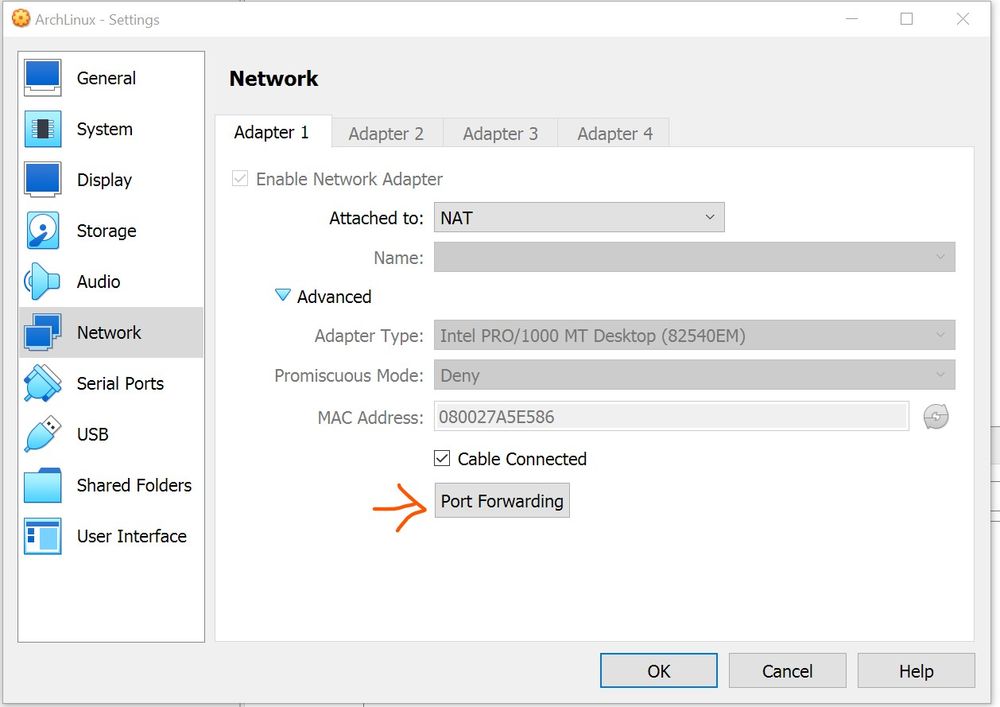 ArchLinux - Settings
General
System
Display
Storage
Audio
Network
Serial Ports
USB
Shared Folders
User Interface
Network
Adapter 1 Adapter 2 Adapter 3 Adapter 4
Enable Network Adapter
Attached to: NAT
Name:
Advanced
Adapter Type: Intel PRO/1000 MT Desktop (82540EM)
Promiscuous Mode: Deny
MAC Address: 080027A5E586
Cable Connected
Port Forwarding
OK Cancel Help